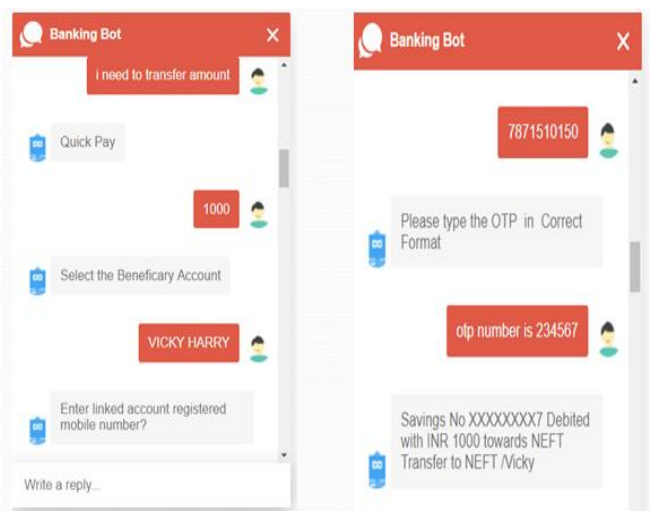 Banking Bot
i need to transfer amount
Quick Pay
1000
Select the Beneficary Account
VICKY HARRY
Enter linked account registered
mobile number?
Write a reply...
Banking Bot
7871510150
Please type the OTP in Correct
Format
otp number is 234567
Savings No XXXXXXXX7 Debited
with INR 1000 towards NEFT
Transfer to NEFT /Vicky